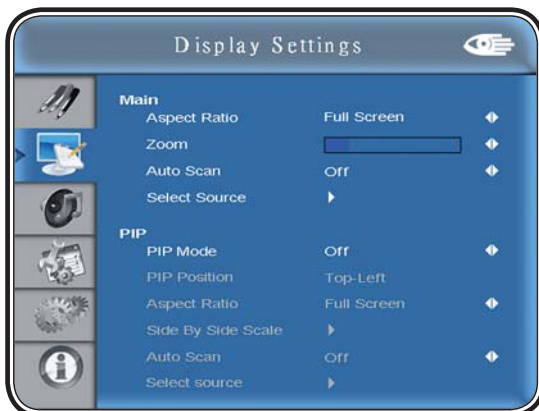 Display Settings
Main
Aspect Ratio Full Screen
Zoom
Auto Scan Off
Select Source
PIP
PIP Mode Off
PIP Position Top-Left
Aspect Ratio Full Screen
Side By Side Scale
Auto Scan Off
Select source